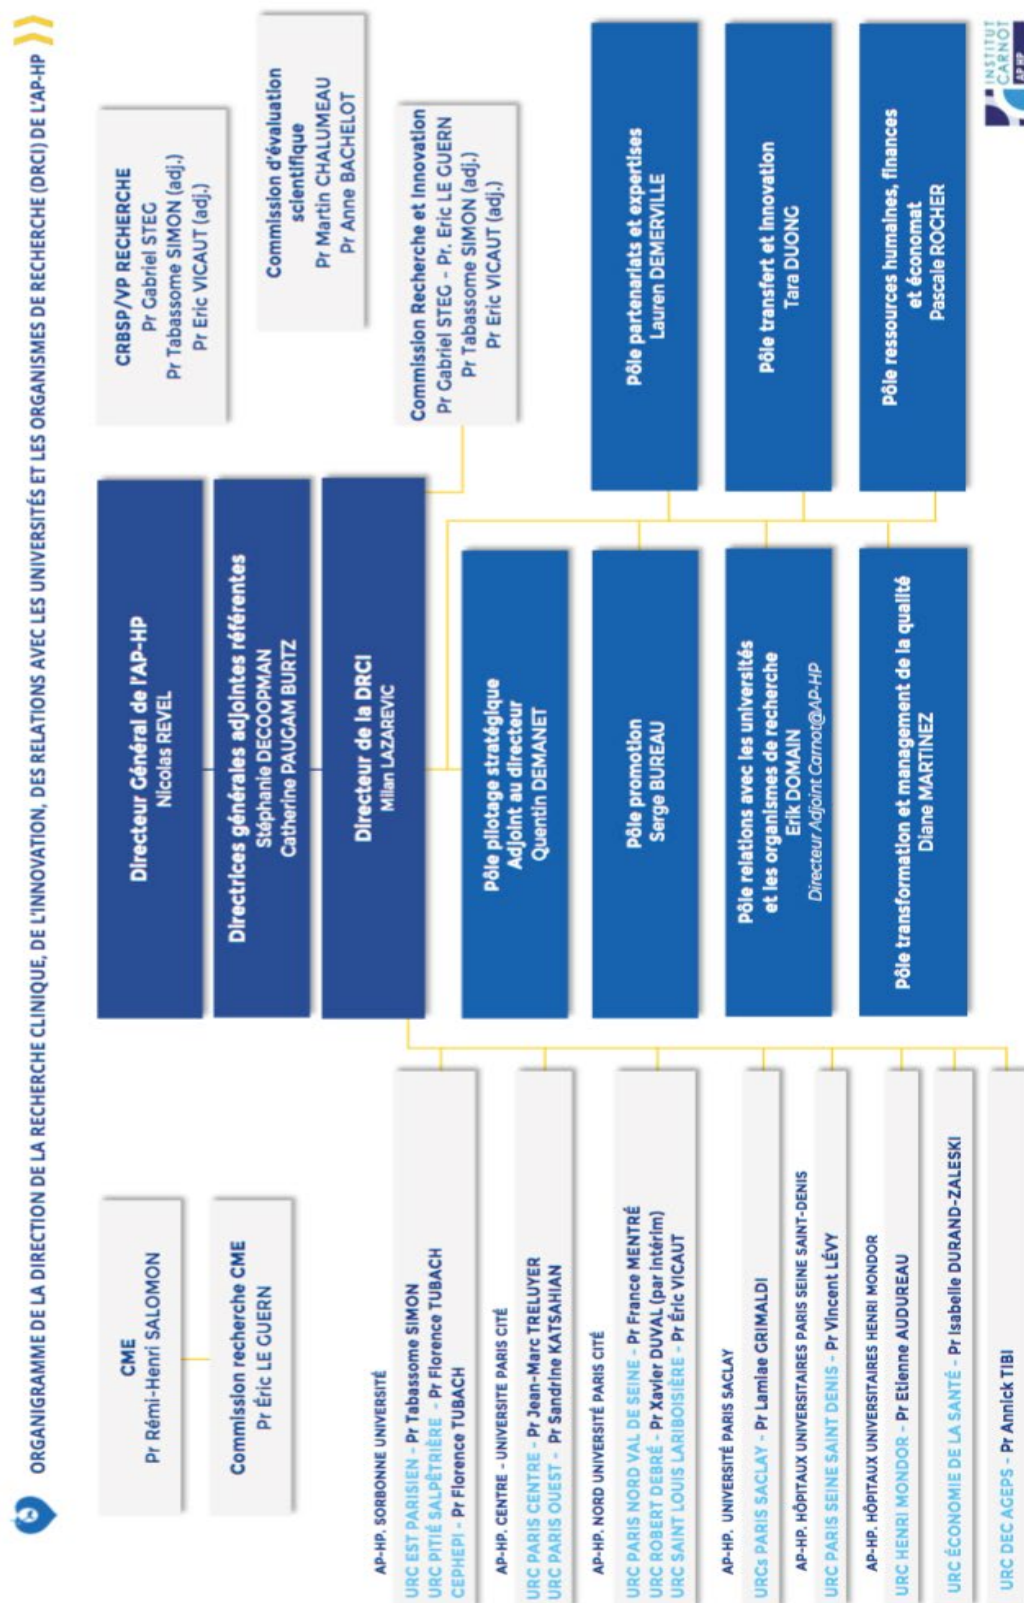 ORGANIGRAMME DE LA DIRECTION DE LA RECHERCHE CLINIQUE, DE L'INNOVATION, DES RELATIONS AVEC LES UNIVERSITÉS ET LES ORGANISMES DE RECHERCHE (DRCI) DE L'AP-HP
CME
Pr Rémi-Henri SALOMON
Commission recherche CME
Pr Éric LE GUERN
Directeur Général de l'AP-HP
Nicolas REVEL
Directrices générales adjointes référentes
Stéphanie DECOOPMAN
Catherine PAUGAM BURTZ
Directeur de la DRCI
Milan LAZAREVIC
CRBSP/VP RECHERCHE
Pr Gabriel STEG
Pr Tabassome SIMON (adj.)
Pr Eric VICAUT (adj.)
Commission d'évaluation
scientifique
Pr Martin CHALUMEAU
Pr Anne BACHELOT
Commission Recherche et Innovation
Pr Gabriel STEG - Pr. Eric LE GUERN
Pr Tabassome SIMON (adj.)
Pr Eric VICAUT (adj.)
AP-HP. SORBONNE UNIVERSITÉ
URC EST PARISIEN - Pr Tabassome SIMON
URC PITIÉ SALPÊTRIÈRE - Pr Florence TUBACH
CEPHEPI - Pr Florence TUBACH
AP-HP. CENTRE - UNIVERSITE PARIS CITÉ
URC PARIS CENTRE - Pr Jean-Marc TRELUYER
URC PARIS OUEST - Pr Sandrine KATSAHIAN
AP-HP. NORD UNIVERSITÉ PARIS CITÉ
URC PARIS NORD VAL DE SEINE - Pr France MENTRÉ
URC ROBERT DEBRÉ - Pr Xavier DUVAL (par intérim)
URC SAINT LOUIS LARIBOISIÈRE - Pr Éric VICAUT
AP-HP. UNIVERSITÉ PARIS SACLAY
URCs PARIS SACLAY - Pr Lamiae GRIMALDI
AP-HP. HÔPITAUX UNIVERSITAIRES PARIS SEINE SAINT-DENIS
URC PARIS SEINE SAINT DENIS - Pr Vincent LÉVY
AP-HP. HÔPITAUX UNIVERSITAIRES HENRI MONDOR
URC HENRI MONDOR - Pr Etienne AUDUREAU
URC ÉCONOMIE DE LA SANTÉ - Pr Isabelle DURAND-ZALESKI
URC DEC AGEPS - Pr Annick TIBI
Pôle pilotage stratégique
Adjoint au directeur
Quentin DEMANET
Pôle promotion
Serge BUREAU
Pôle relations avec les universités
et les organismes de recherche
Erik DOMAIN
Directeur Adjoint Carnot@AP-HP
Pôle transformation et management de la qualité
Diane MARTINEZ
Pôle partenariats et expertises
Lauren DEMERVILLE
Pôle transfert et innovation
Tara DUONG
Pôle ressources humaines, finances
et économat
Pascale ROCHER
INSTITUT
CARNOT
AP HP